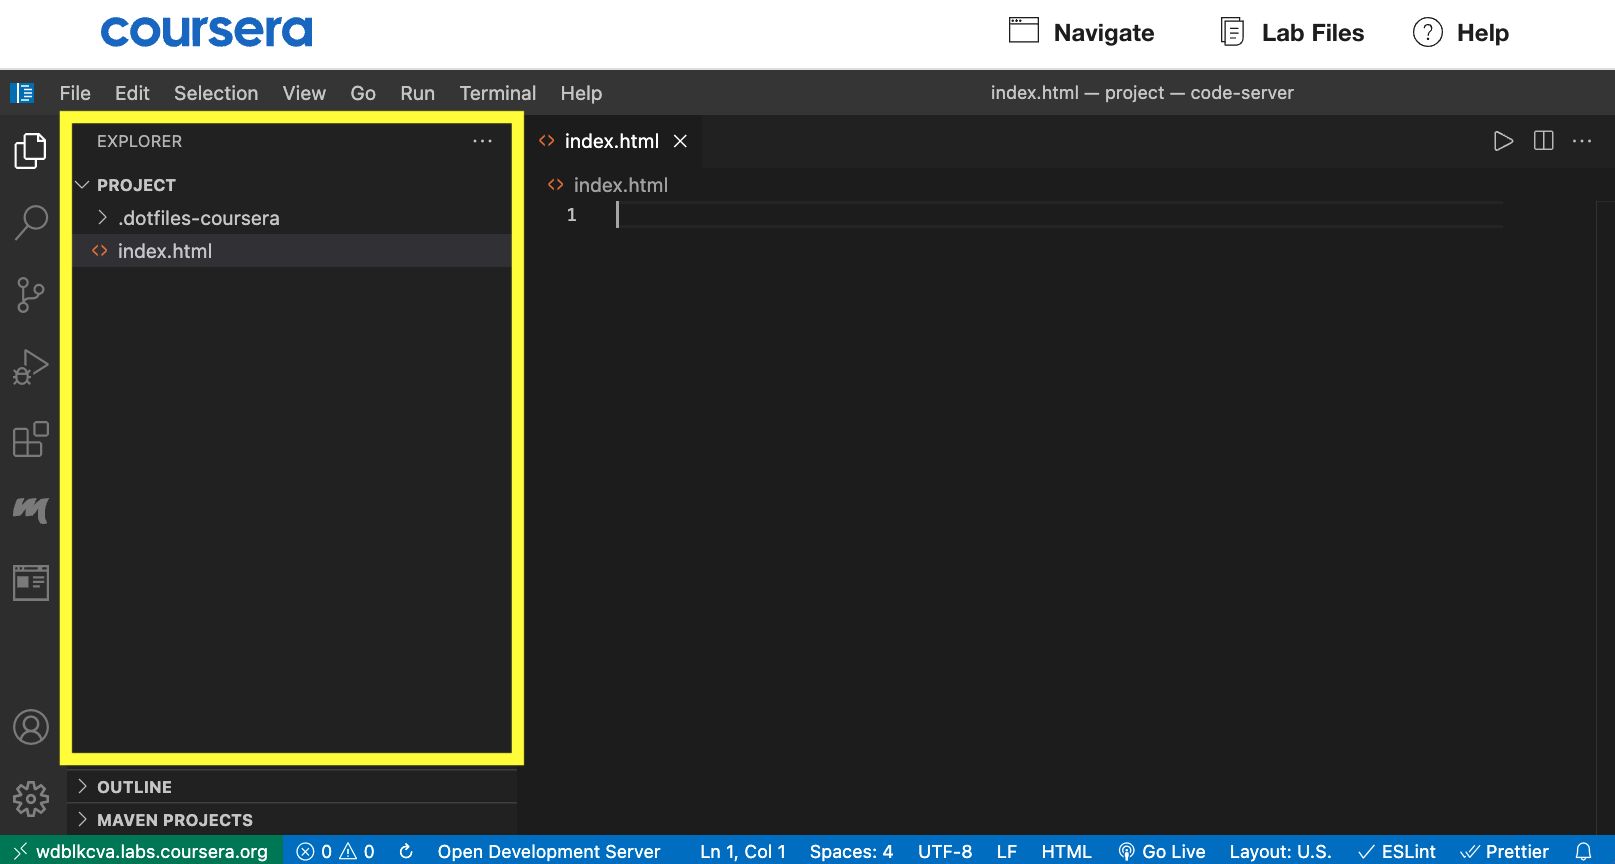 coursera
Navigate
Lab Files
Help
File Edit Selection View Go Run Terminal Help
index.html — project — code-server
EXPLORER
index.html
PROJECT
index.html
.dotfiles-coursera
1
index.html
OUTLINE
MAVEN PROJECTS
wdblkcva.labs.coursera.org 0 0 Open Development Server Ln 1, Col 1 Spaces: 4 UTF-8 LF HTML Go Live Layout: U.S. ESLint Prettier